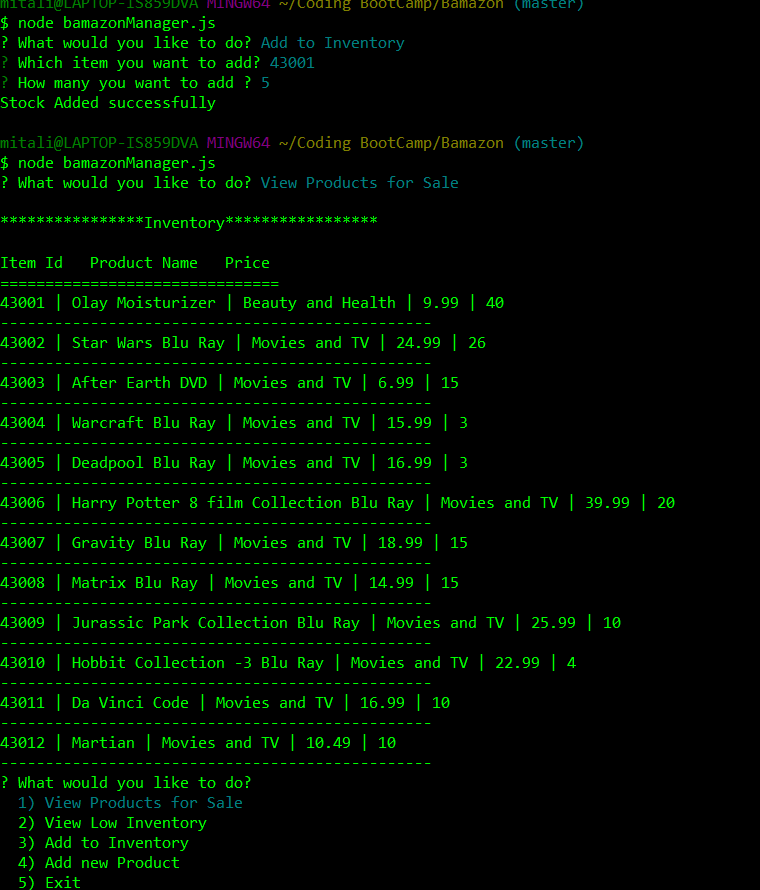 mitali@LAPTOP-IS859DVA MINGW64 ~/Coding BootCamp/Bamazon (master)
$ node bamazonManager.js
? What would you like to do? Add to Inventory
? Which item you want to add? 43001
? How many you want to add ? 5
Stock Added successfully
mitali@LAPTOP-IS859DVA MINGW64 ~/Coding BootCamp/Bamazon (master)
$ node bamazonManager.js
? What would you like to do? View Products for Sale
****************Inventory*****************
Item Id   Product Name   Price
===============================
43001 | Olay Moisturizer | Beauty and Health | 9.99 | 40
------------------------------------------------
43002 | Star Wars Blu Ray | Movies and TV | 24.99 | 26
------------------------------------------------
43003 | After Earth DVD | Movies and TV | 6.99 | 15
------------------------------------------------
43004 | Warcraft Blu Ray | Movies and TV | 15.99 | 3
------------------------------------------------
43005 | Deadpool Blu Ray | Movies and TV | 16.99 | 3
------------------------------------------------
43006 | Harry Potter 8 film Collection Blu Ray | Movies and TV | 39.99 | 20
------------------------------------------------
43007 | Gravity Blu Ray | Movies and TV | 18.99 | 15
------------------------------------------------
43008 | Matrix Blu Ray | Movies and TV | 14.99 | 15
------------------------------------------------
43009 | Jurassic Park Collection Blu Ray | Movies and TV | 25.99 | 10
------------------------------------------------
43010 | Hobbit Collection -3 Blu Ray | Movies and TV | 22.99 | 4
------------------------------------------------
43011 | Da Vinci Code | Movies and TV | 16.99 | 10
------------------------------------------------
43012 | Martian | Movies and TV | 10.49 | 10
------------------------------------------------
? What would you like to do?
  1) View Products for Sale
  2) View Low Inventory
  3) Add to Inventory
  4) Add new Product
  5) Exit